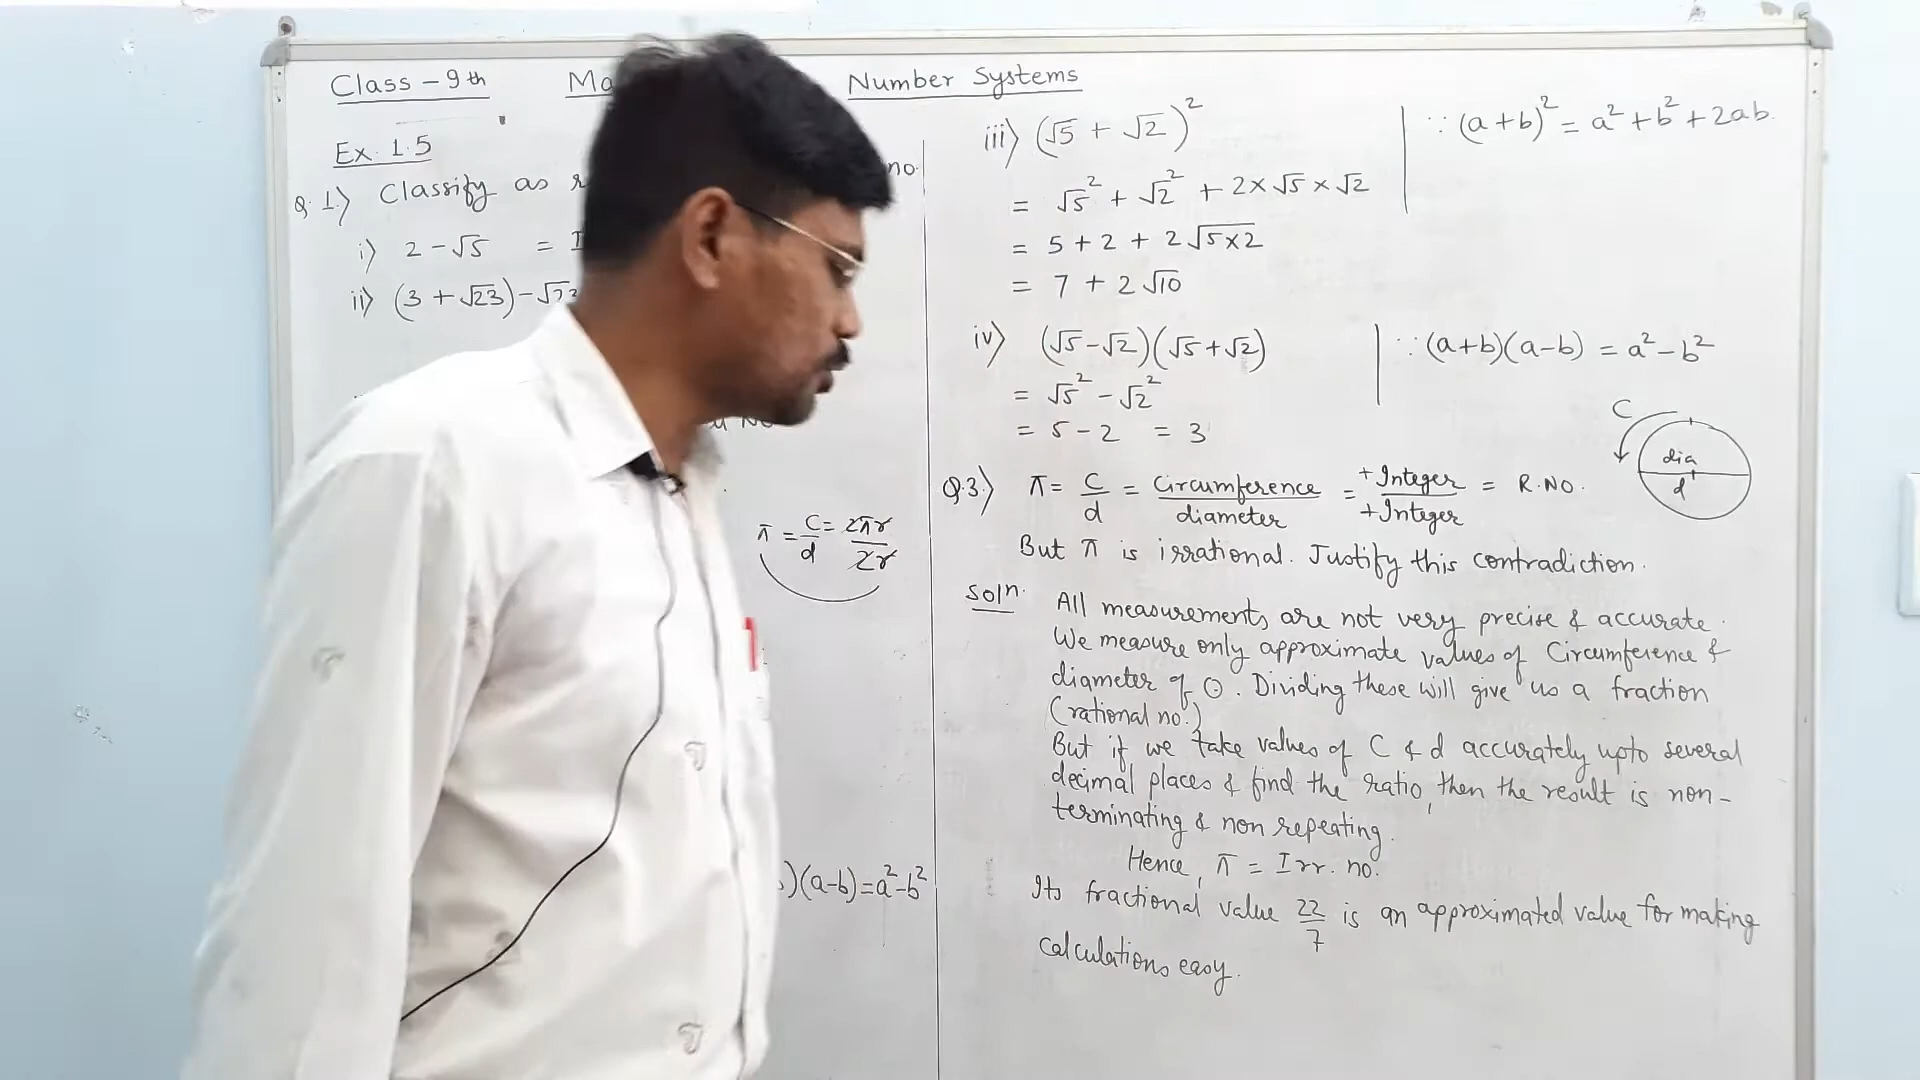 Class - 9th Ma Number Systems
Ex. 1.5
no.
Q. 1.) Classify as
i) 2 - √5 = I
ii) (3 + √23) - √23
π = C/d = 2πr/2r
)(a-b) = a² - b²
iii) (√5 + √2)² ∵ (a+b)² = a² + b² + 2ab.
= √5² + √2² + 2 × √5 × √2
= 5 + 2 + 2√5×2
= 7 + 2√10
iv) (√5 - √2)(√5 + √2) ∵ (a+b)(a-b) = a² - b²
= √5² - √2²
= 5 - 2 = 3
C
dia
d
Q.3.) π = C/d = Circumference/diameter = +Integer/+Integer = R.NO.
But π is irrational. Justify this contradiction.
Soln. All measurements are not very precise & accurate.
We measure only approximate values of Circumference &
diameter of ⊙. Dividing these will give us a fraction
(rational no.)
But if we take values of C & d accurately upto several
decimal places & find the ratio, then the result is non-
terminating & non repeating.
Hence, π = Irr. no.
Its fractional value 22/7 is an approximated value for making
calculations easy.